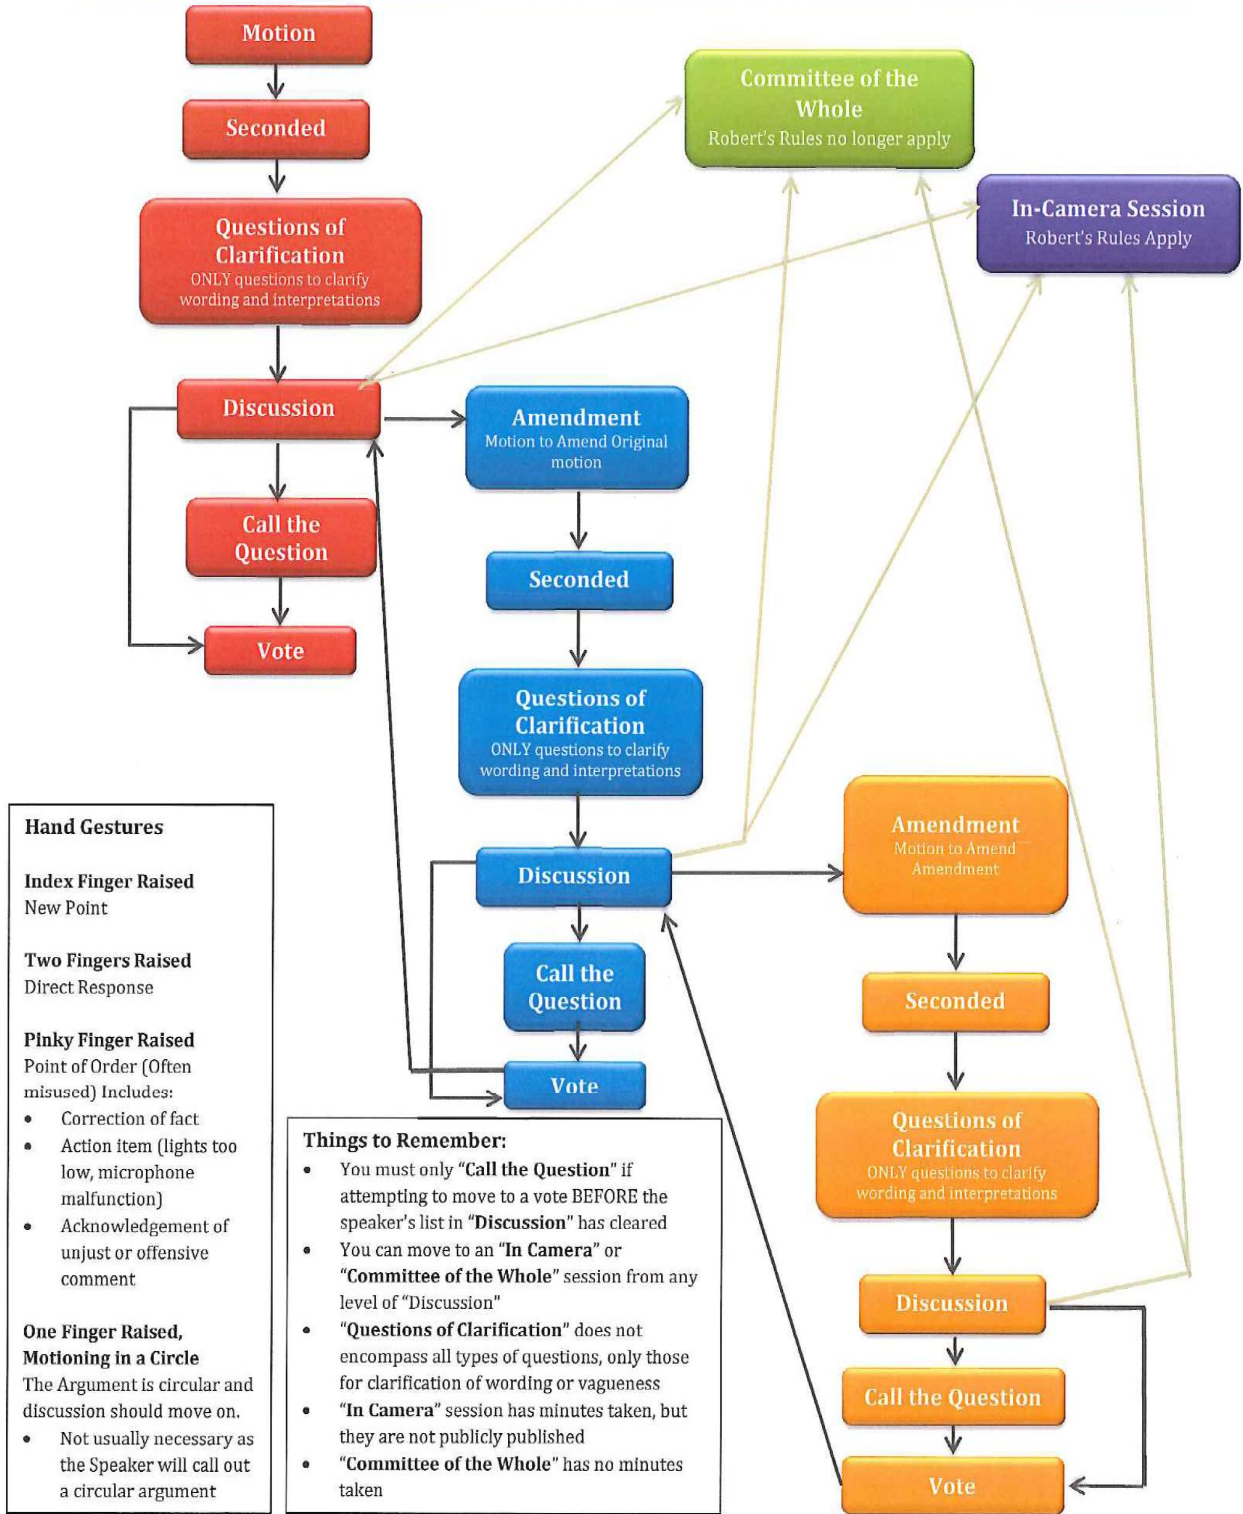 Motion
Seconded
Questions of
Clarification
ONLY questions to clarify
wording and interpretations
Discussion
Call the
Question
Vote
Committee of the
Whole
Robert's Rules no longer apply
In-Camera Session
Robert's Rules Apply
Amendment
Motion to Amend Original
motion
Seconded
Questions of
Clarification
ONLY questions to clarify
wording and interpretations
Discussion
Call the
Question
Vote
Amendment
Motion to Amend
Amendment
Seconded
Questions of
Clarification
ONLY questions to clarify
wording and interpretations
Discussion
Call the Question
Vote
Hand Gestures
Index Finger Raised
New Point
Two Fingers Raised
Direct Response
Pinky Finger Raised
Point of Order (Often
misused) Includes:
• Correction of fact
• Action item (lights too
low, microphone
malfunction)
• Acknowledgement of
unjust or offensive
comment
One Finger Raised,
Motioning in a Circle
The Argument is circular and
discussion should move on.
• Not usually necessary as
the Speaker will call out
a circular argument
Things to Remember:
• You must only “Call the Question” if
attempting to move to a vote BEFORE the
speaker's list in “Discussion” has cleared
• You can move to an “In Camera” or
“Committee of the Whole” session from any
level of “Discussion”
• “Questions of Clarification” does not
encompass all types of questions, only those
for clarification of wording or vagueness
• “In Camera” session has minutes taken, but
they are not publicly published
• “Committee of the Whole” has no minutes
taken